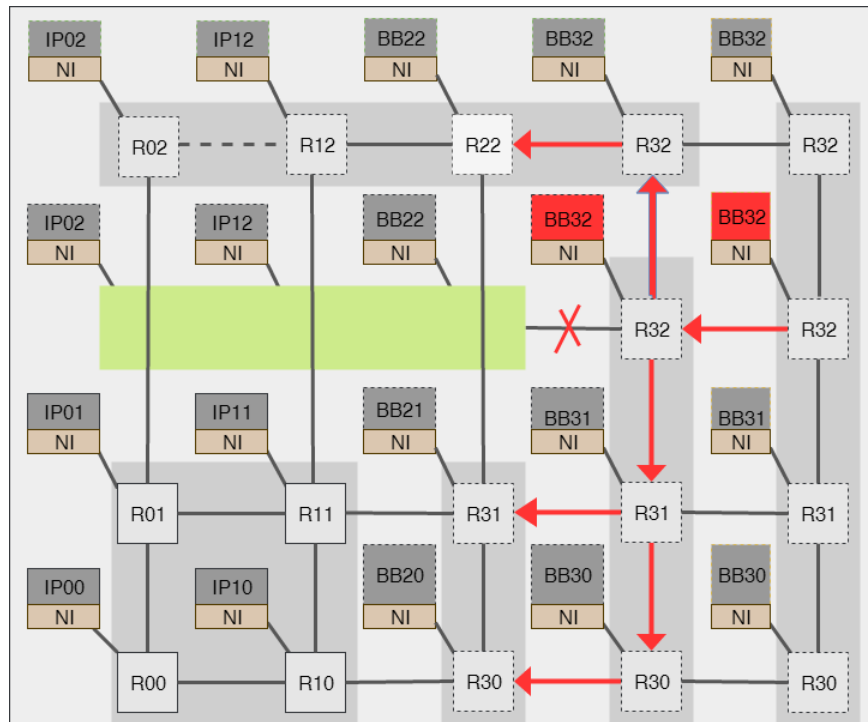 IP02 IP12 BB22 BB32 BB32
NI NI NI NI NI
R02 R12 R22 R32 R32
IP02 IP12 BB22 BB32 BB32
NI NI NI NI NI
R32 R32
IP01 IP11 BB21 BB31 BB31
NI NI NI NI NI
R01 R11 R31 R31 R31
IP00 IP10 BB20 BB30 BB30
NI NI NI NI NI
R00 R10 R30 R30 R30